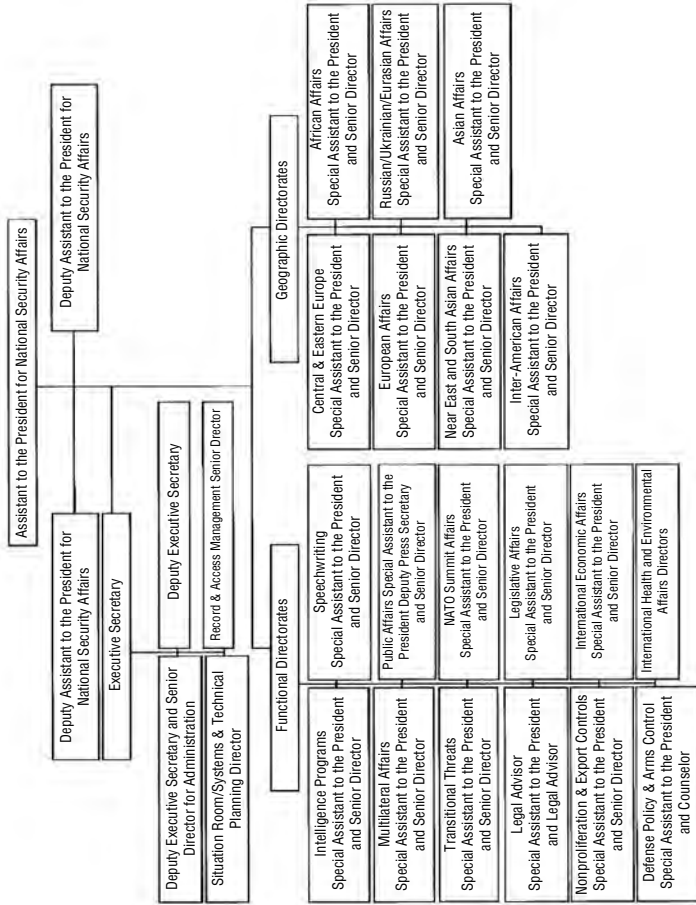 Assistant to the President for National Security Affairs
Deputy Assistant to the President for
National Security Affairs
Deputy Assistant to the President for
National Security Affairs
Executive Secretary
Deputy Executive Secretary and Senior
Director for Administration
Deputy Executive Secretary
Situation Room/Systems & Technical
Planning Director
Record & Access Management Senior Director
Functional Directorates
Intelligence Programs
Special Assistant to the President
and Senior Director
Speechwriting
Special Assistant to the President
and Senior Director
Multilateral Affairs
Special Assistant to the President
and Senior Director
Public Affairs Special Assistant to the
President Deputy Press Secretary
and Senior Director
Transitional Threats
Special Assistant to the President
and Senior Director
NATO Summit Affairs
Special Assistant to the President
and Senior Director
Legal Advisor
Special Assistant to the President
and Legal Advisor
Legislative Affairs
Special Assistant to the President
and Senior Director
Nonproliferation & Export Controls
Special Assistant to the President
and Senior Director
International Economic Affairs
Special Assistant to the President
and Senior Director
Defense Policy & Arms Control
Special Assistant to the President
and Counselor
International Health and Environmental
Affairs Directors
Geographic Directorates
Central & Eastern Europe
Special Assistant to the President
and Senior Director
African Affairs
Special Assistant to the President
and Senior Director
European Affairs
Special Assistant to the President
and Senior Director
Russian/Ukrainian/Eurasian Affairs
Special Assistant to the President
and Senior Director
Near East and South Asian Affairs
Special Assistant to the President
and Senior Director
Asian Affairs
Special Assistant to the President
and Senior Director
Inter-American Affairs
Special Assistant to the President
and Senior Director